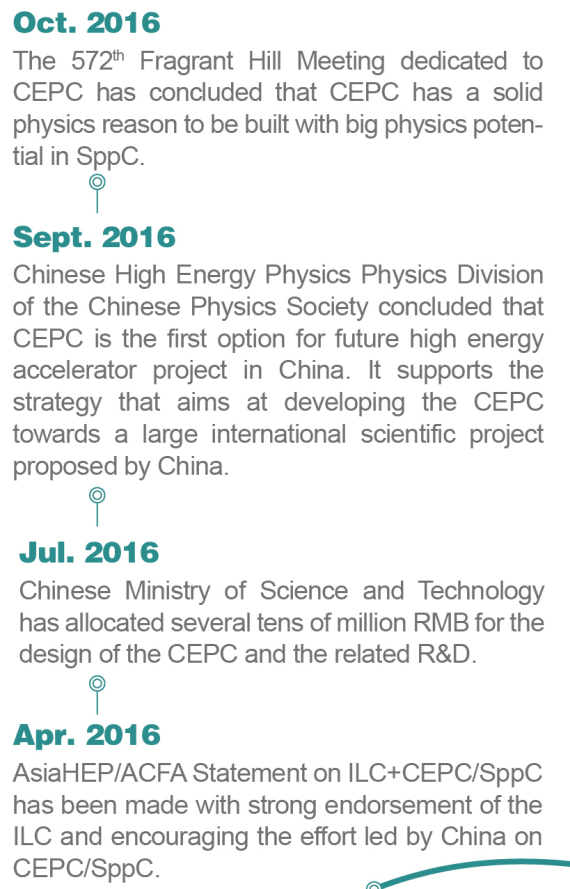 Oct. 2016
The 572th Fragrant Hill Meeting dedicated to
CEPC has concluded that CEPC has a solid
physics reason to be built with big physics poten-
tial in SppC.
Sept. 2016
Chinese High Energy Physics Physics Division
of the Chinese Physics Society concluded that
CEPC is the first option for future high energy
accelerator project in China. It supports the
strategy that aims at developing the CEPC
towards a large international scientific project
proposed by China.
Jul. 2016
Chinese Ministry of Science and Technology
has allocated several tens of million RMB for the
design of the CEPC and the related R&D.
Apr. 2016
AsiaHEP/ACFA Statement on ILC+CEPC/SppC
has been made with strong endorsement of the
ILC and encouraging the effort led by China on
CEPC/SppC.